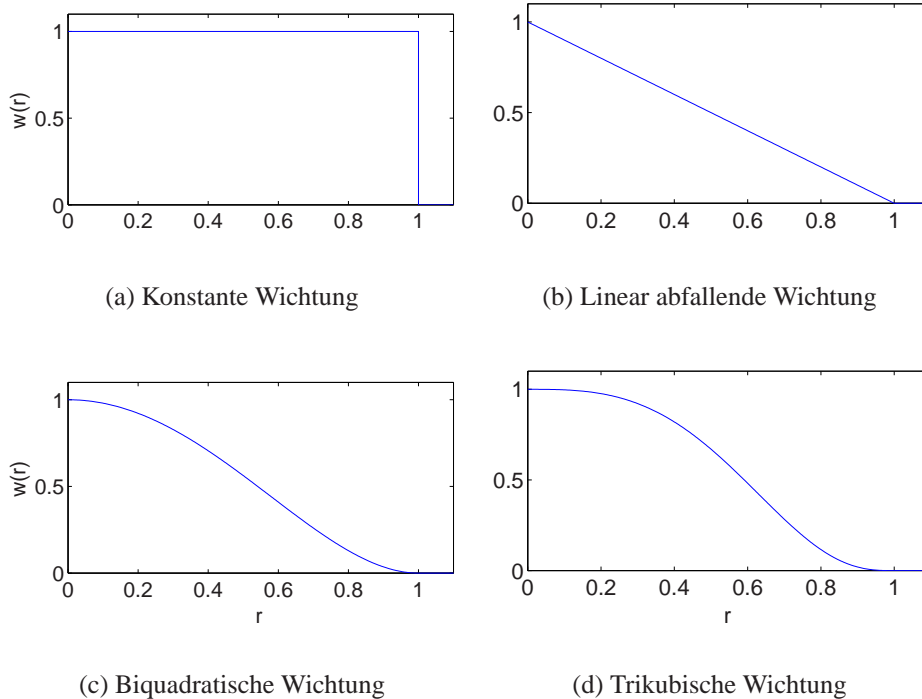 1
0.5
0
w(r)
0 0.2 0.4 0.6 0.8 1
(a) Konstante Wichtung
1
0.5
0
0 0.2 0.4 0.6 0.8 1
(b) Linear abfallende Wichtung
1
0.5
0
w(r)
0 0.2 0.4 0.6 0.8 1
r
(c) Biquadratische Wichtung
1
0.5
0
0 0.2 0.4 0.6 0.8 1
r
(d) Trikubische Wichtung